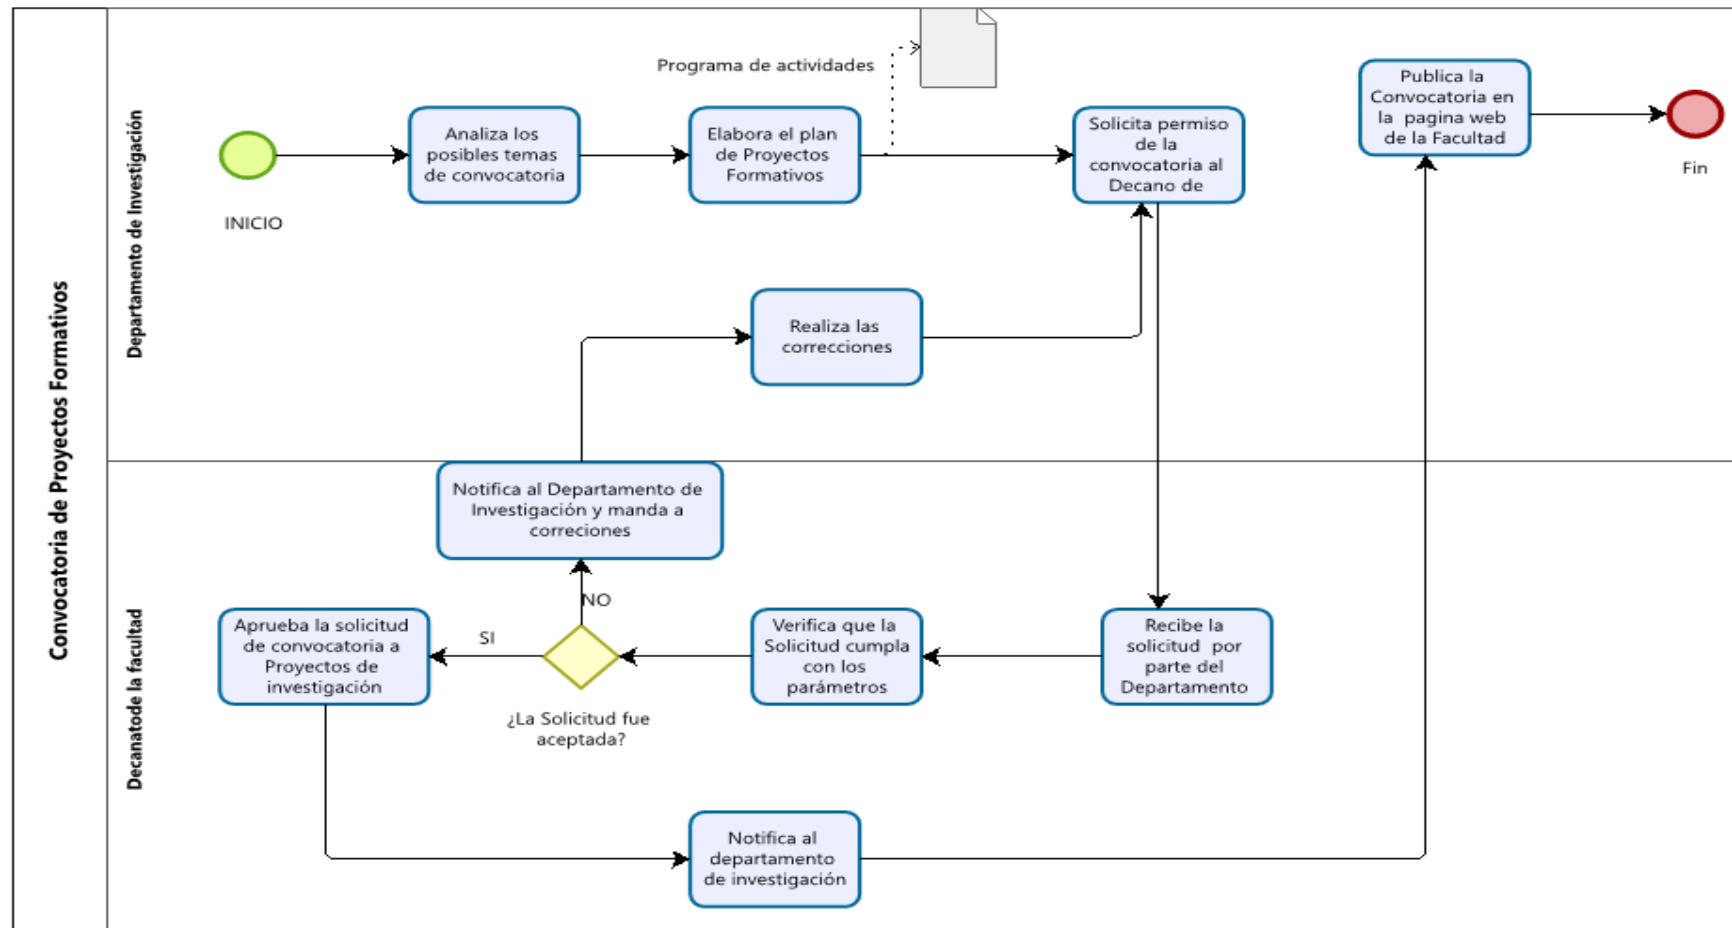 Convocatoria de Proyectos Formativos
Departamento de Investigación
INICIO
Analiza los
posibles temas
de convocatoria
Elabora el plan
de Proyectos
Formativos
Programa de actividades
Solicita permiso
de la
convocatoria al
Decano de
Publica la
Convocatoria en
la pagina web
de la Facultad
Fin
Realiza las
correcciones
Decanatode la facultad
Notifica al Departamento de
Investigación y manda a
correciones
NO
SI
Aprueba la solicitud
de convocatoria a
Proyectos de
investigación
¿La Solicitud fue
aceptada?
Verifica que la
Solicitud cumpla
con los
parámetros
Recibe la
solicitud por
parte del
Departamento
Notifica al
departamento
de investigación